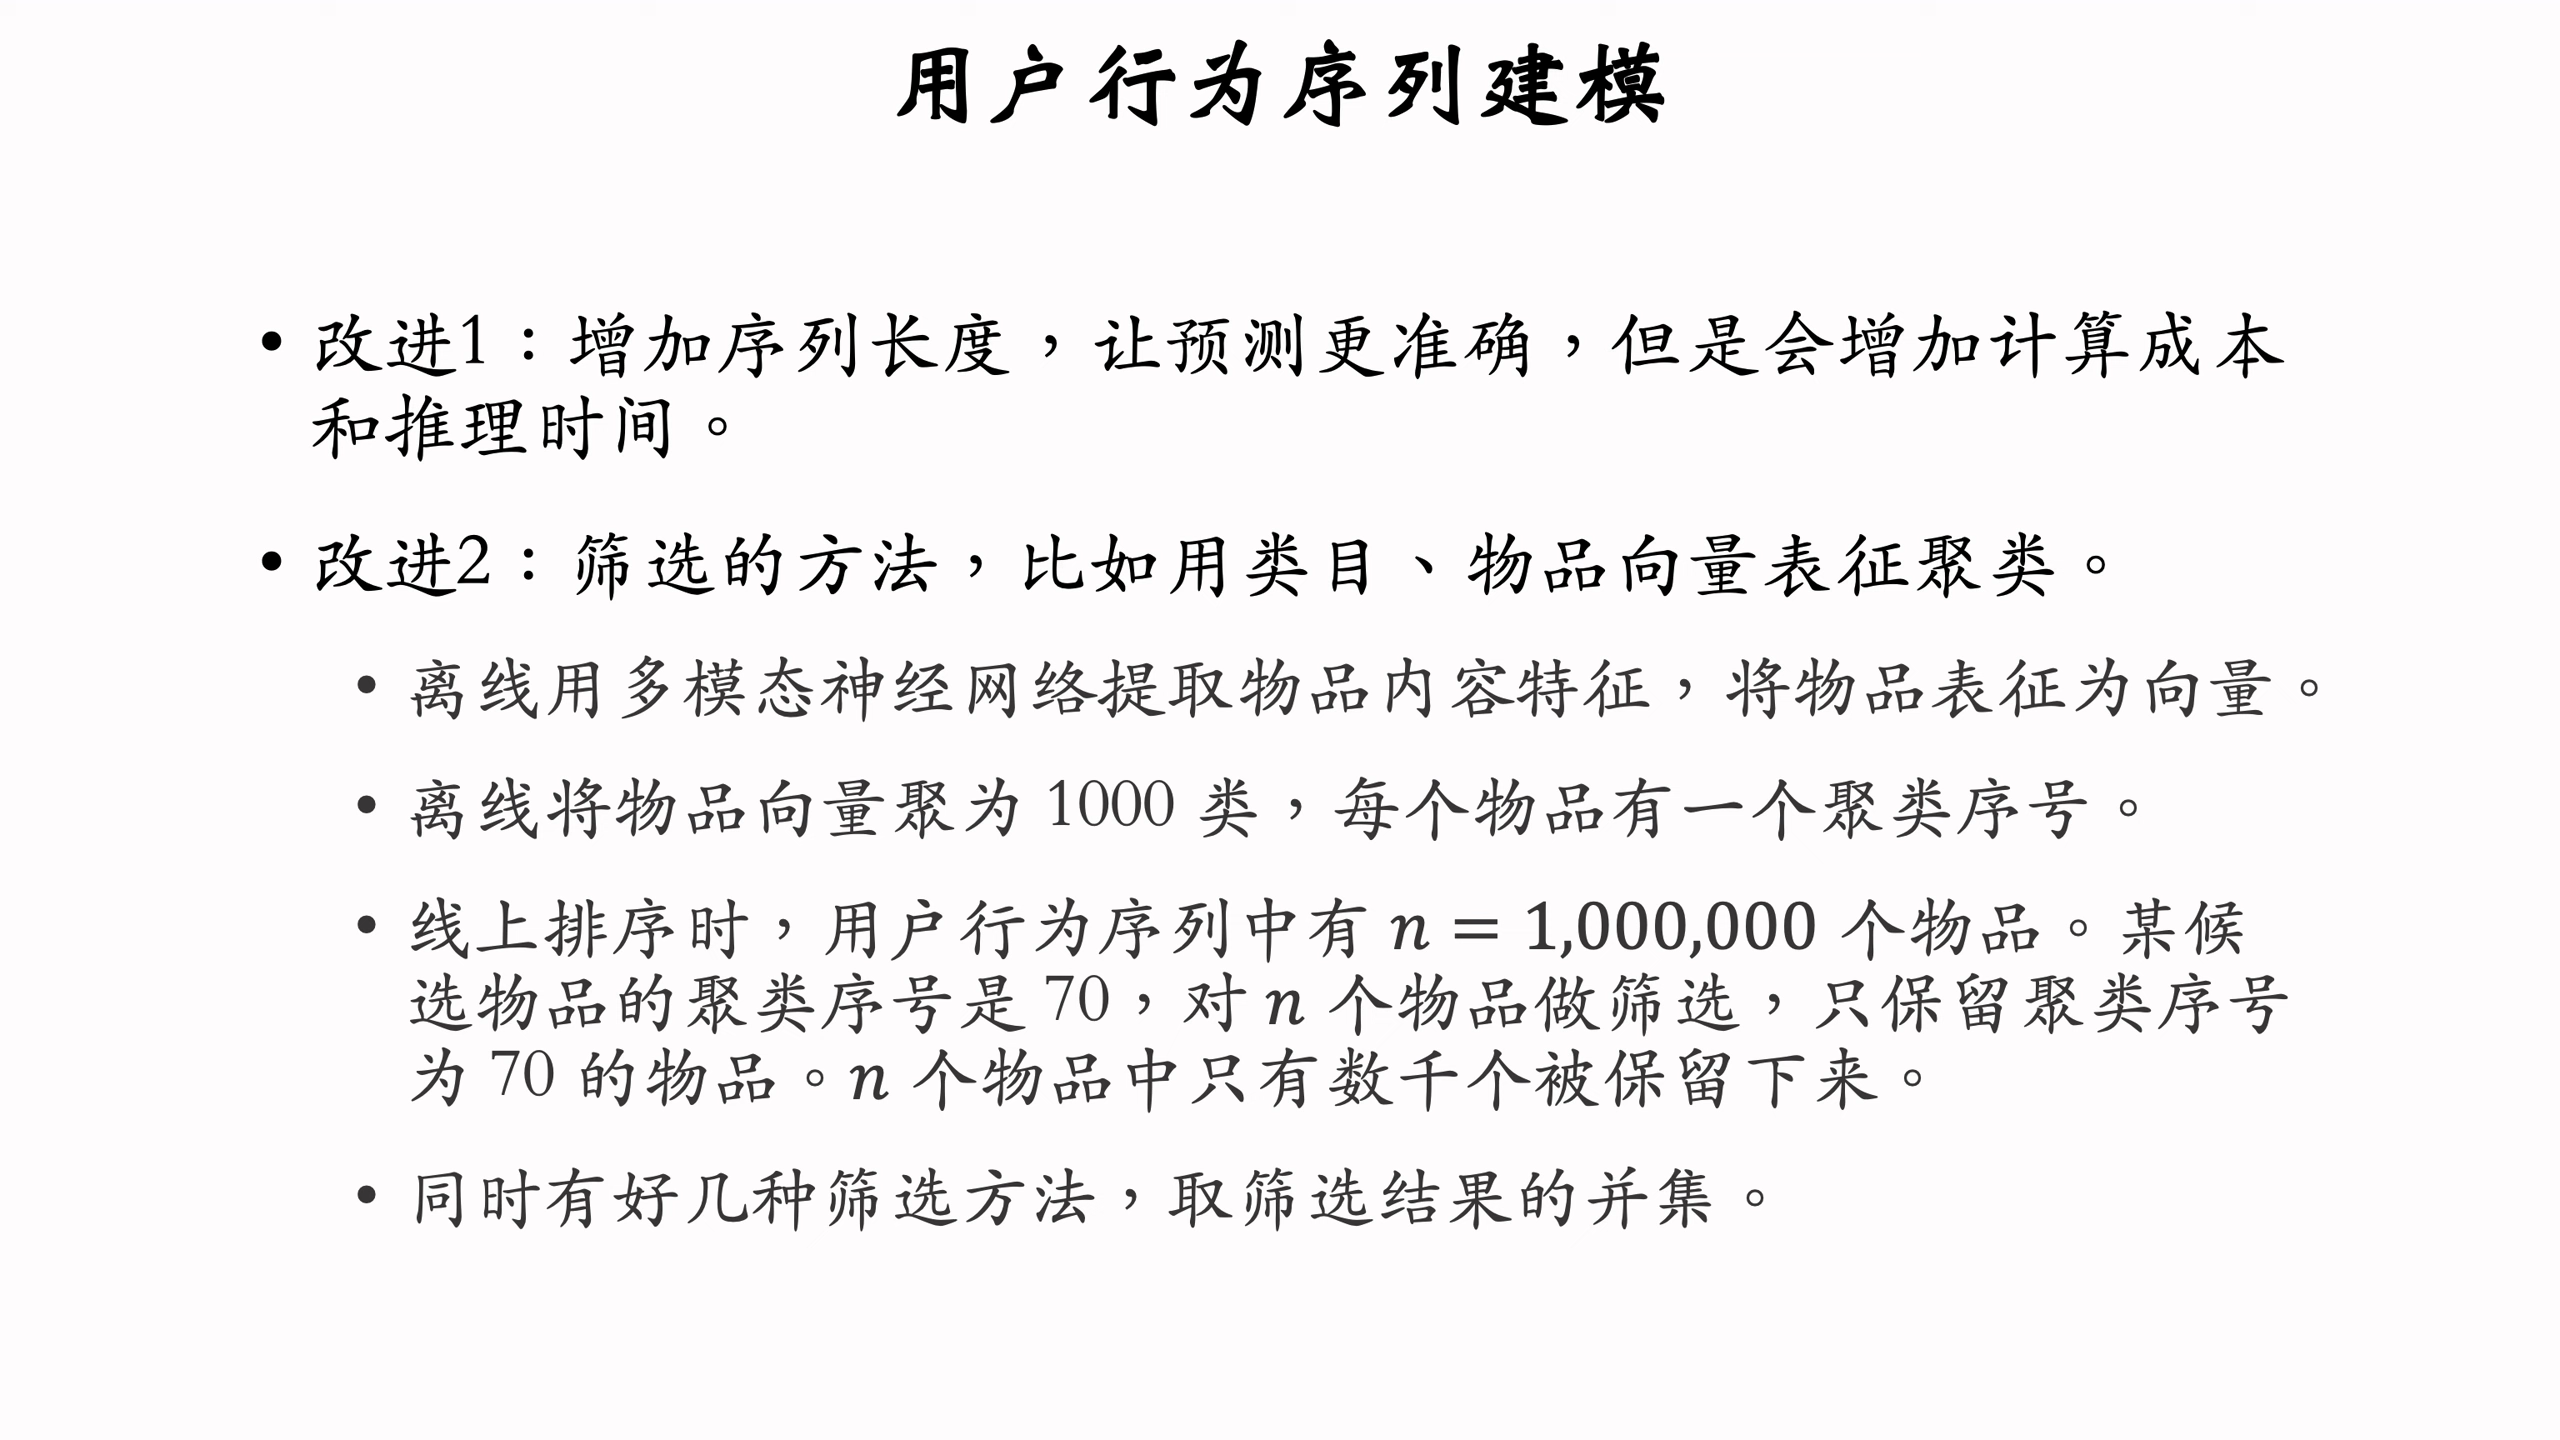 用户行为序列建模
• 改进1：增加序列长度，让预测更准确，但是会增加计算成本
和推理时间。
• 改进2：筛选的方法，比如用类目、物品向量表征聚类。
• 离线用多模态神经网络提取物品内容特征，将物品表征为向量。
• 离线将物品向量聚为 1000 类，每个物品有一个聚类序号。
• 线上排序时，用户行为序列中有 n = 1,000,000 个物品。某候
选物品的聚类序号是 70，对 n 个物品做筛选，只保留聚类序号
为 70 的物品。n 个物品中只有数千个被保留下来。
• 同时有好几种筛选方法，取筛选结果的并集。